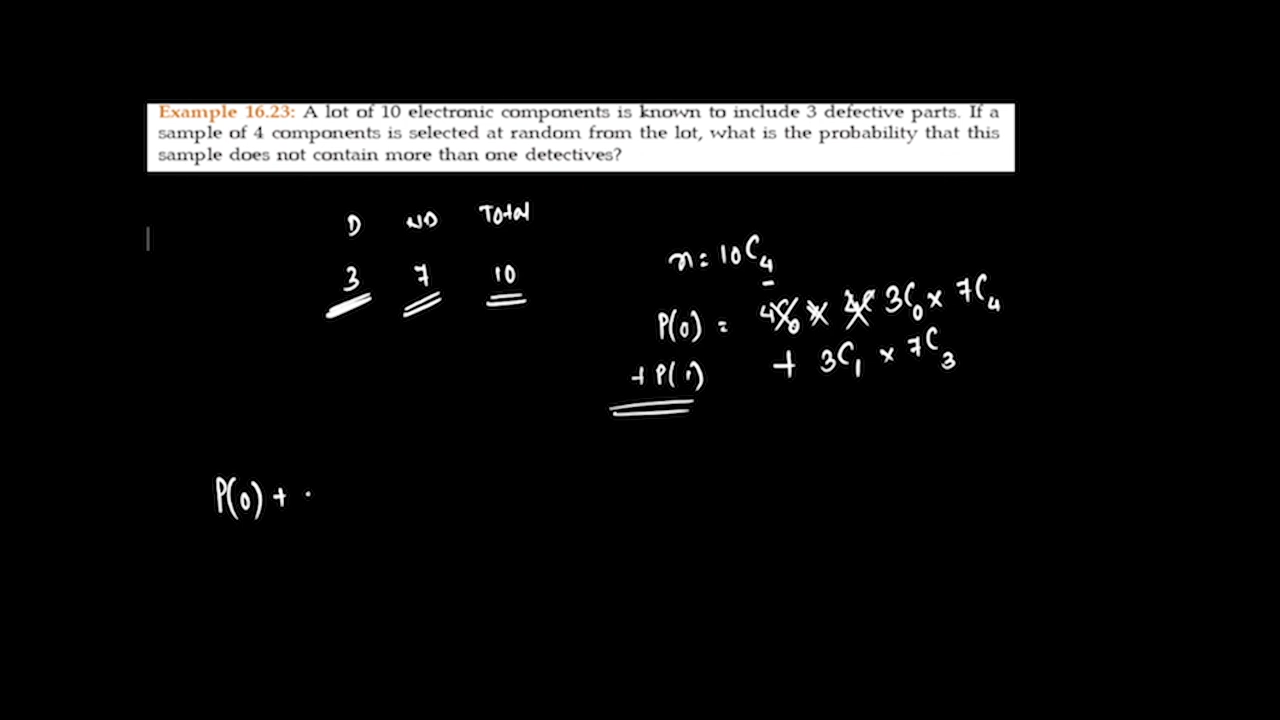 Example 16.23: A lot of 10 electronic components is known to include 3 defective parts. If a
sample of 4 components is selected at random from the lot, what is the probability that this
sample does not contain more than one detectives?
D ND Total
3 7 10
n = 10C₄
P(0) = 3C₀ × 7C₄
+ P(1) + 3C₁ × 7C₃
P(0) +